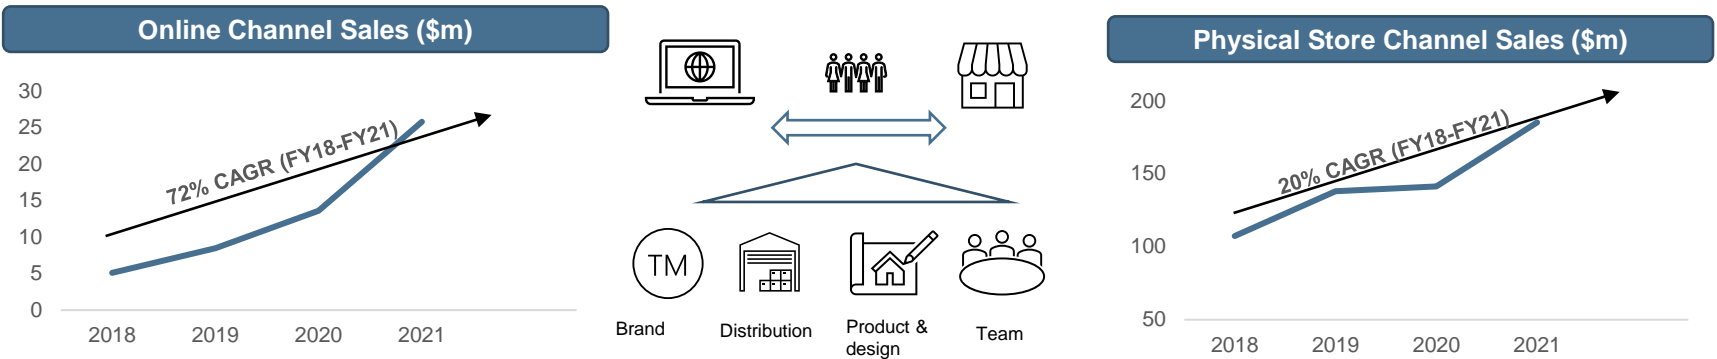 Online Channel Sales ($m)
30
25
20
15
10
5
0
72% CAGR (FY18-FY21)
2018 2019 2020 2021
TM
Brand
Distribution
Product &
design
Team
Physical Store Channel Sales ($m)
200
150
100
50
20% CAGR (FY18-FY21)
2018 2019 2020 2021